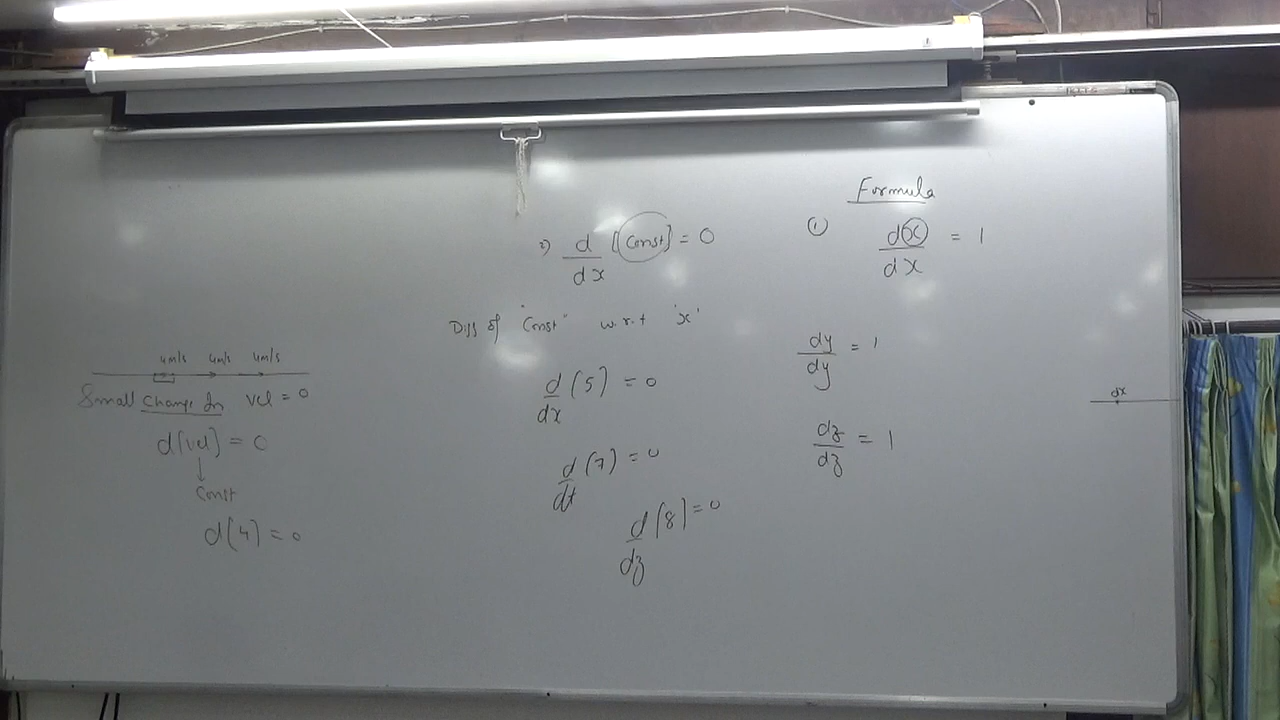 Formula
① d(x)/dx = 1
dy/dy = 1
dz/dz = 1
2) d/dx [Const] = 0
Diff of "Const" w.r.t 'x'
d/dx (5) = 0
d/dt (7) = 0
d/dz (8) = 0
4m/s 4m/s 4m/s
Small Change In Vel = 0
d(vel) = 0
↓
Const
d(4) = 0
dx